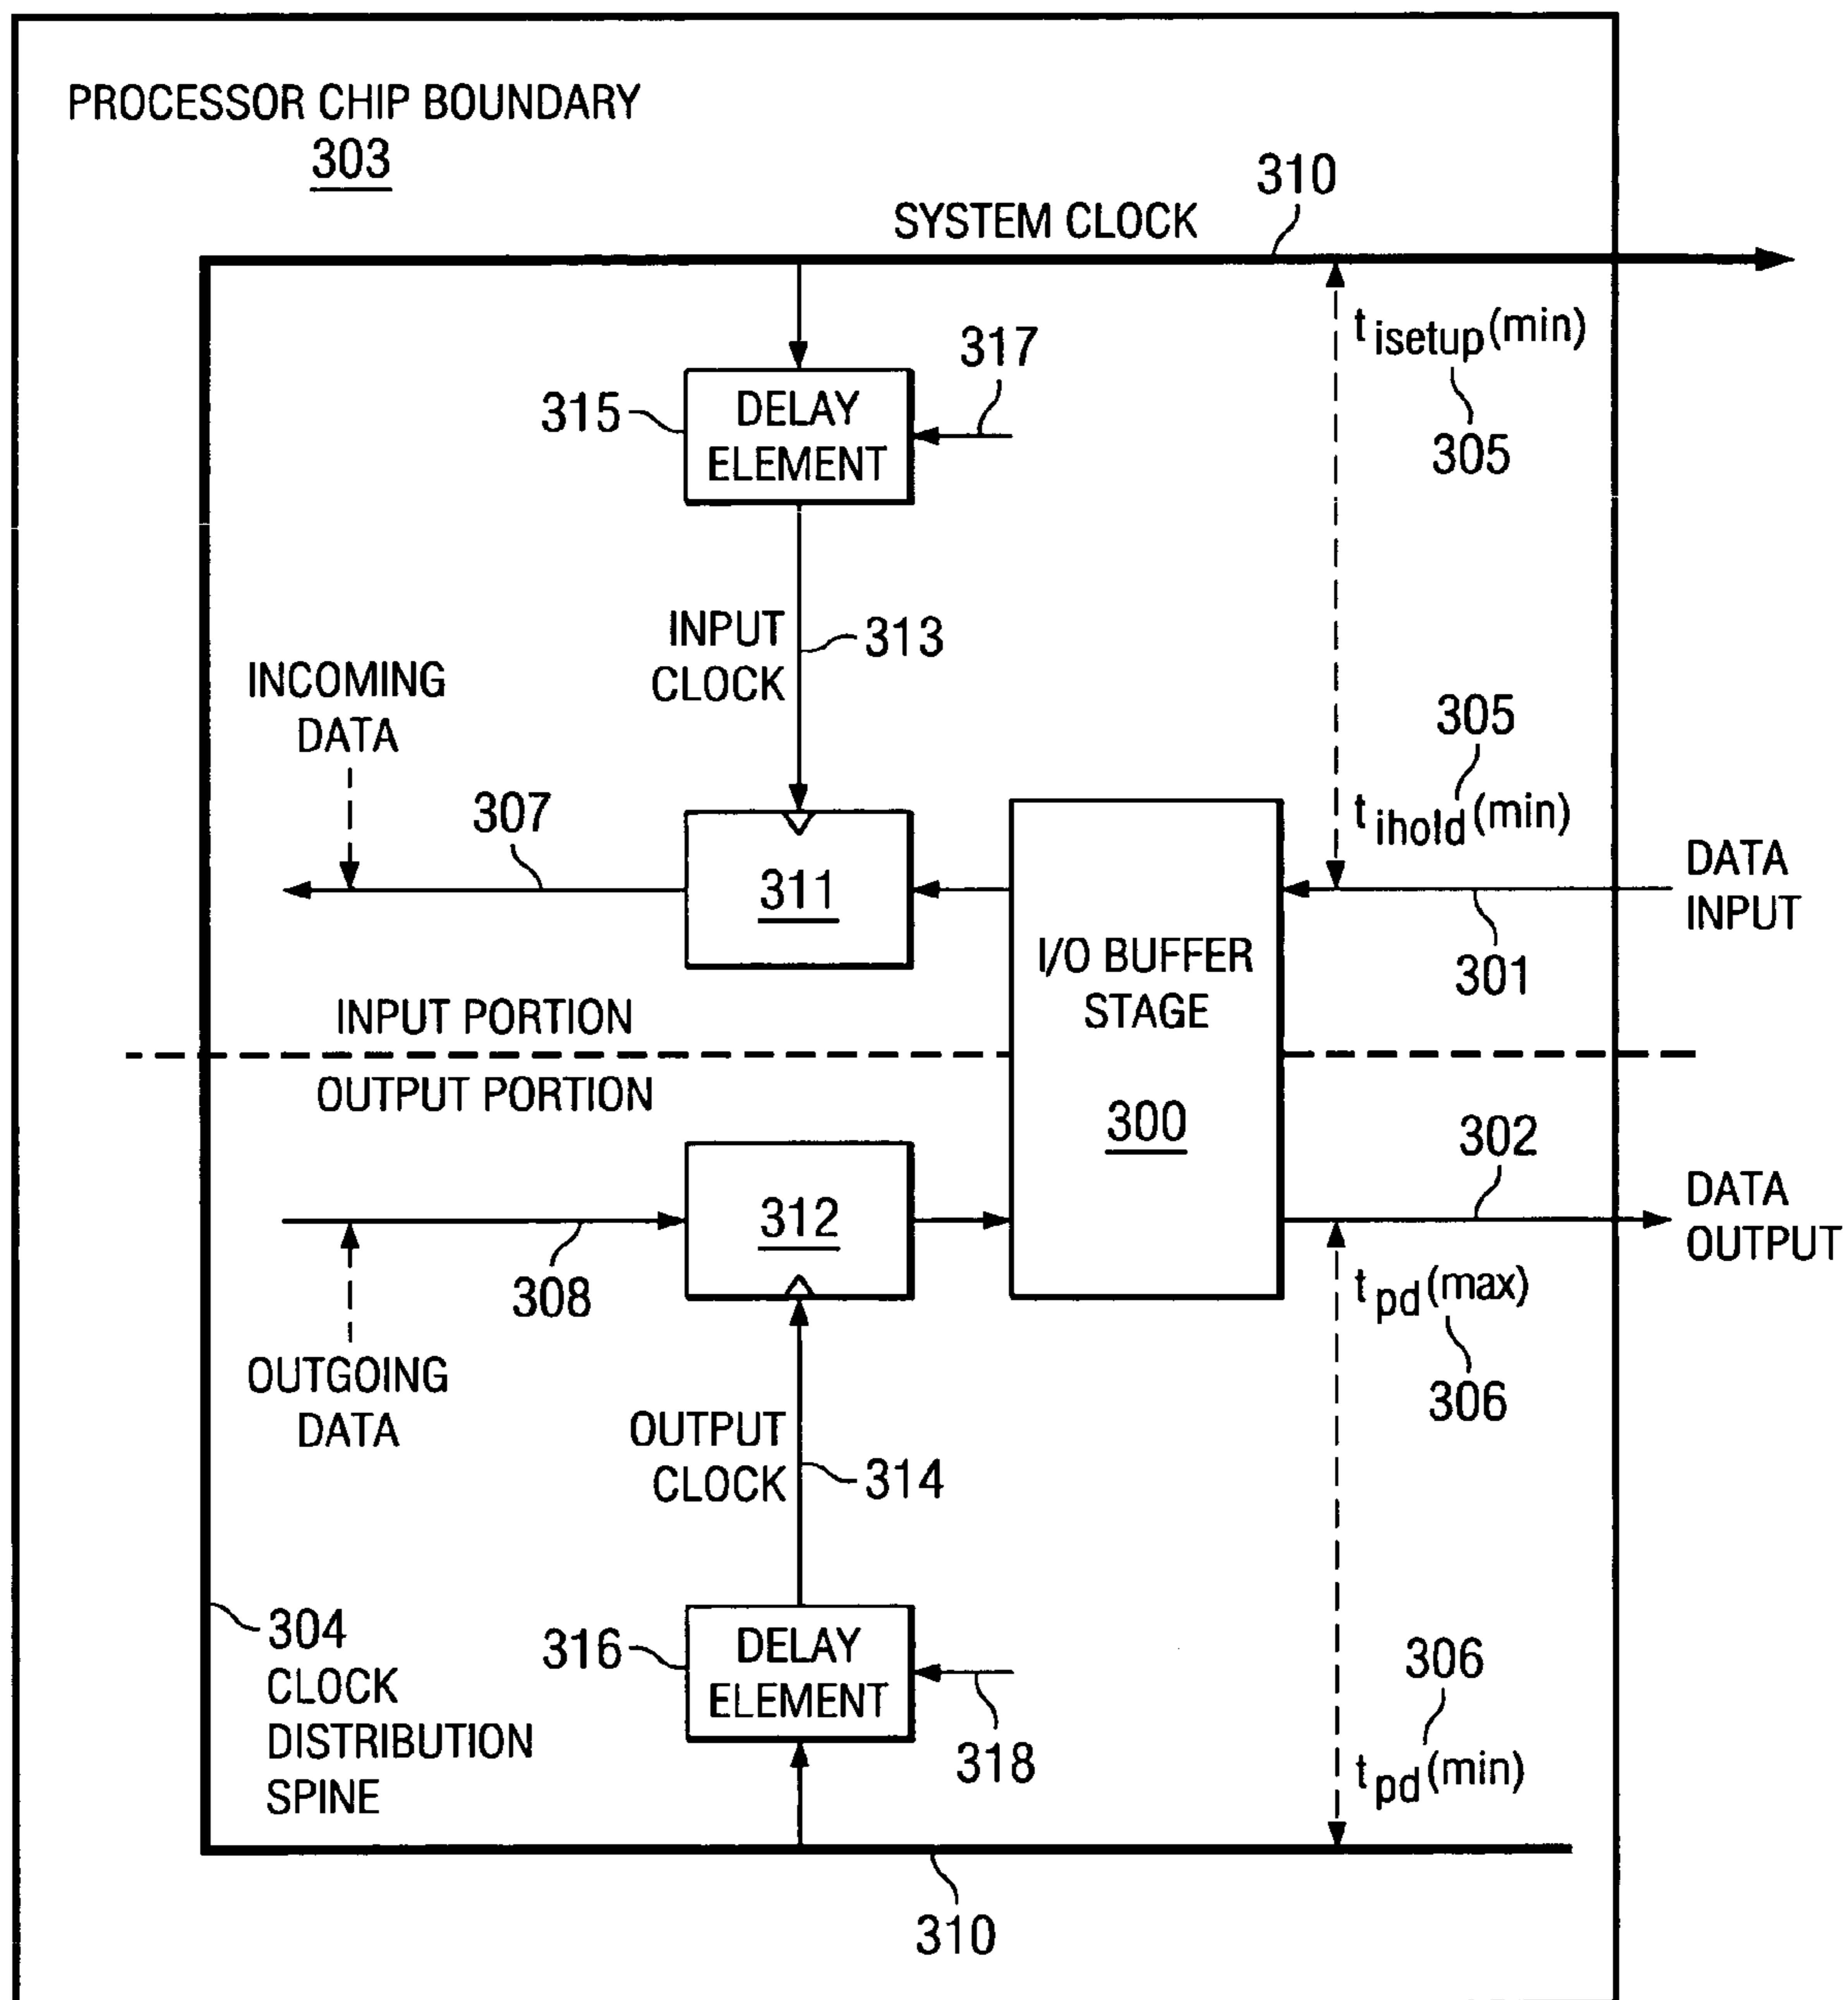 PROCESSOR CHIP BOUNDARY
303
310
SYSTEM CLOCK
t isetup (min)
305
317
315
DELAY
ELEMENT
INPUT
CLOCK
313
INCOMING
DATA
305
t ihold (min)
307
311
DATA
INPUT
301
I/O BUFFER
STAGE
300
INPUT PORTION
OUTPUT PORTION
302
DATA
OUTPUT
312
308
t pd (max)
306
OUTGOING
DATA
OUTPUT
CLOCK
314
304
CLOCK
DISTRIBUTION
SPINE
316
DELAY
ELEMENT
318
306
t pd (min)
310